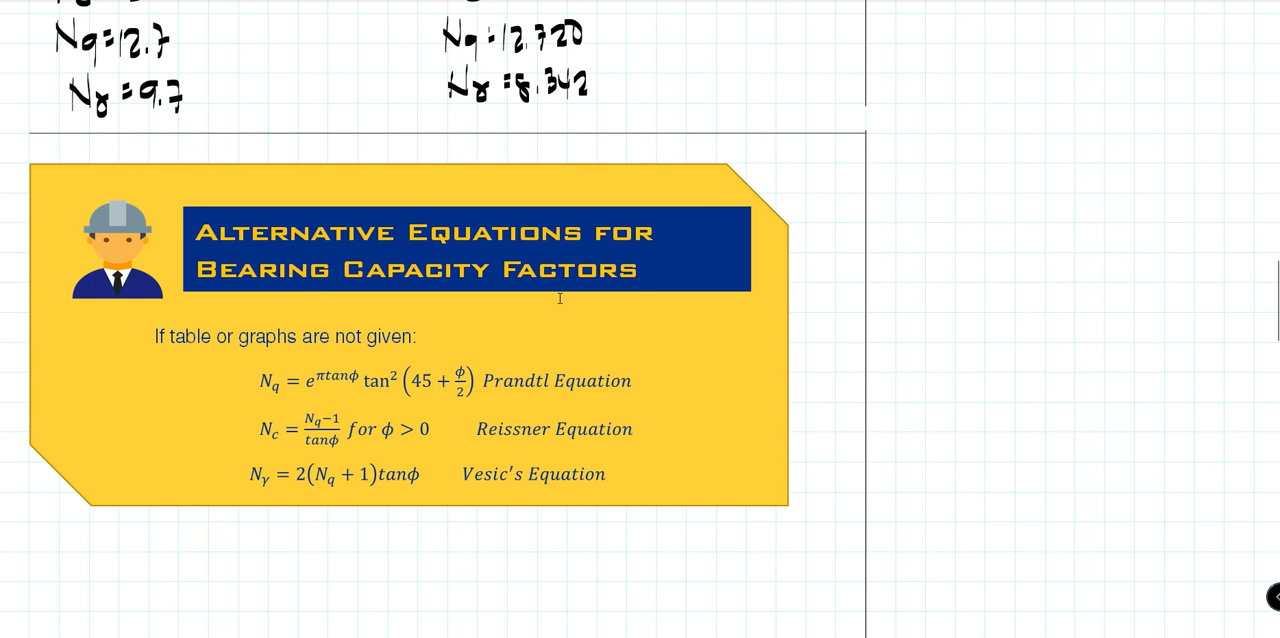 Nq=12.7 Nq=12.720
Nγ=9.7 Nγ=8.342
ALTERNATIVE EQUATIONS FOR
BEARING CAPACITY FACTORS
If table or graphs are not given:
N_q = e^{πtanϕ} tan² (45 + ϕ/2) Prandtl Equation
N_c = (N_q−1)/tanϕ for ϕ > 0 Reissner Equation
N_γ = 2(N_q + 1)tanϕ Vesic's Equation